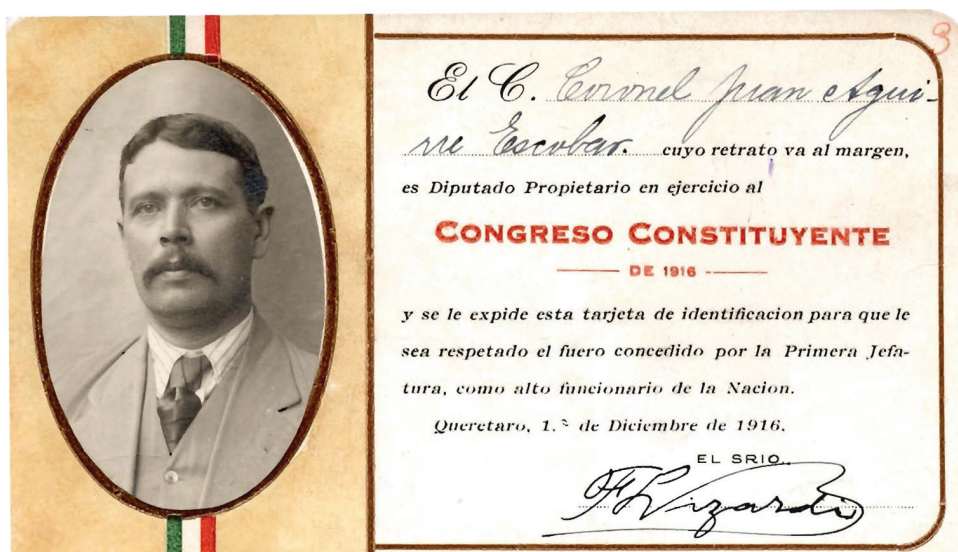 3
El C. Coronel Juan Agui-
rre Escobar. cuyo retrato va al margen,
es Diputado Propietario en ejercicio al
CONGRESO CONSTITUYENTE
DE 1916
y se le expide esta tarjeta de identificacion para que le
sea respetado el fuero concedido por la Primera Jefa-
tura, como alto funcionario de la Nacion.
Queretaro, 1.º de Diciembre de 1916.
EL SRIO.
F Lizardi